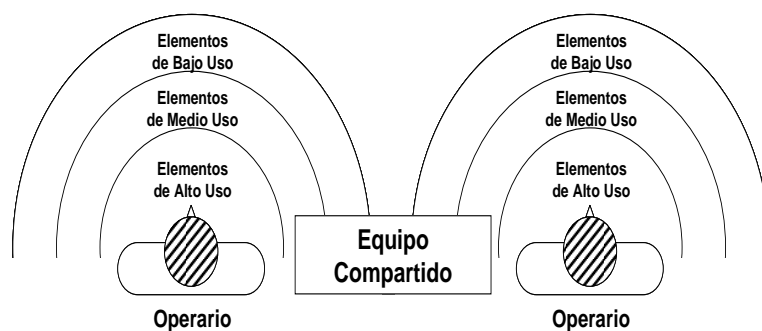 Elementos
de Bajo Uso
Elementos
de Medio Uso
Elementos
de Alto Uso
Operario
Equipo
Compartido
Elementos
de Bajo Uso
Elementos
de Medio Uso
Elementos
de Alto Uso
Operario